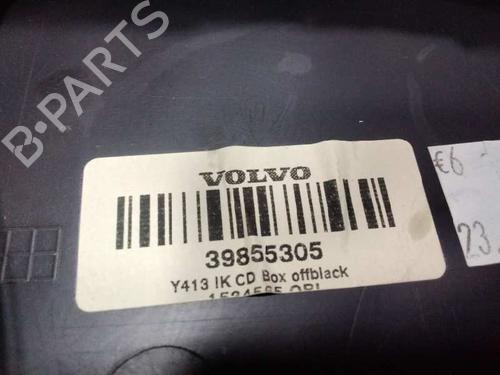 B-PARTS
VOLVO
39855305
Y413 IK CD Box offblack
€6
23